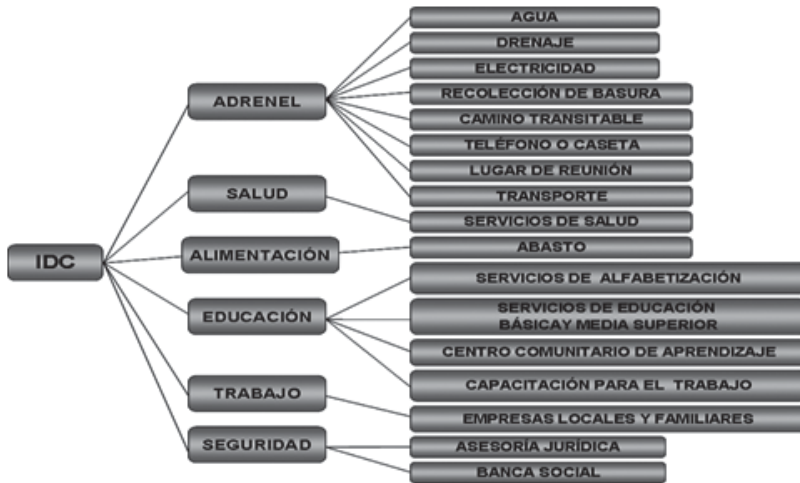 IDC
ADRENEL
AGUA
DRENAJE
ELECTRICIDAD
RECOLECCIÓN DE BASURA
CAMINO TRANSITABLE
TELÉFONO O CASETA
LUGAR DE REUNIÓN
TRANSPORTE
SALUD
SERVICIOS DE SALUD
ALIMENTACIÓN
ABASTO
EDUCACIÓN
SERVICIOS DE ALFABETIZACIÓN
SERVICIOS DE EDUCACIÓN
BÁSICAY MEDIA SUPERIOR
CENTRO COMUNITARIO DE APRENDIZAJE
CAPACITACIÓN PARA EL TRABAJO
TRABAJO
EMPRESAS LOCALES Y FAMILIARES
SEGURIDAD
ASESORÍA JURÍDICA
BANCA SOCIAL